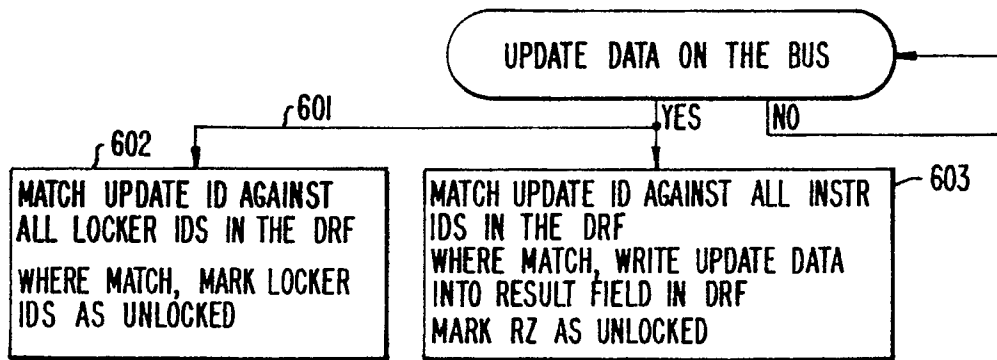 UPDATE DATA ON THE BUS
601
YES
NO
602
MATCH UPDATE ID AGAINST
ALL LOCKER IDS IN THE DRF
WHERE MATCH, MARK LOCKER
IDS AS UNLOCKED
603
MATCH UPDATE ID AGAINST ALL INSTR
IDS IN THE DRF
WHERE MATCH, WRITE UPDATE DATA
INTO RESULT FIELD IN DRF
MARK RZ AS UNLOCKED